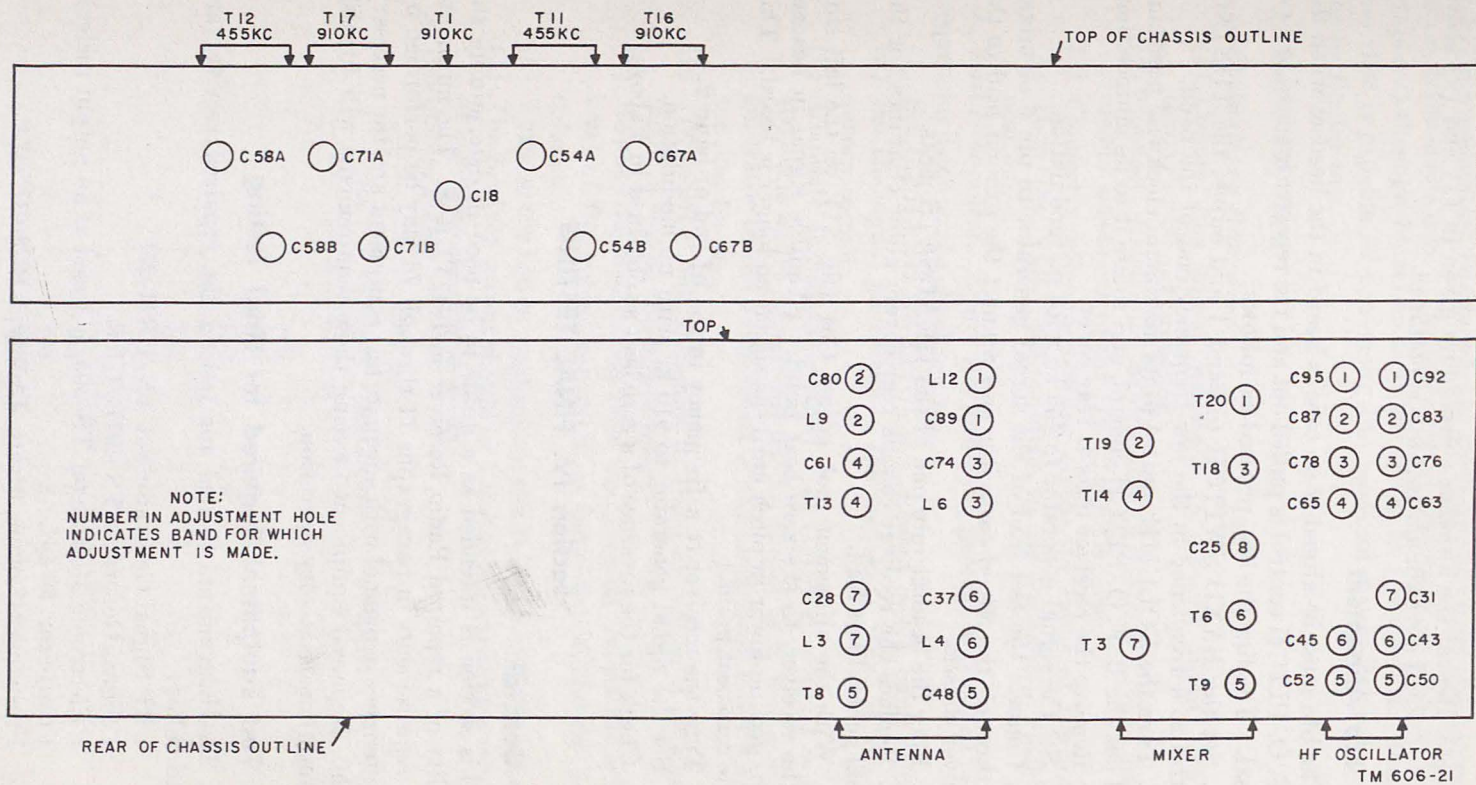 T12 T17 T1 T11 T16
455KC 910KC 910KC 455KC 910KC
TOP OF CHASSIS OUTLINE
C58A C71A C54A C67A
C18
C58B C71B C54B C67B
TOP
C80 2 L12 1 C95 1 1 C92
T20 1
L9 2 C89 1 C87 2 2 C83
T19 2
C61 4 C74 3 T18 3 C78 3 3 C76
T14 4
T13 4 L6 3 C65 4 4 C63
NOTE:
NUMBER IN ADJUSTMENT HOLE
INDICATES BAND FOR WHICH
ADJUSTMENT IS MADE.
C25 8
C28 7 C37 6 7 C31
T6 6
L3 7 L4 6 T3 7 C45 6 6 C43
T8 5 C48 5 T9 5 C52 5 5 C50
REAR OF CHASSIS OUTLINE
ANTENNA MIXER HF OSCILLATOR
TM 606-21